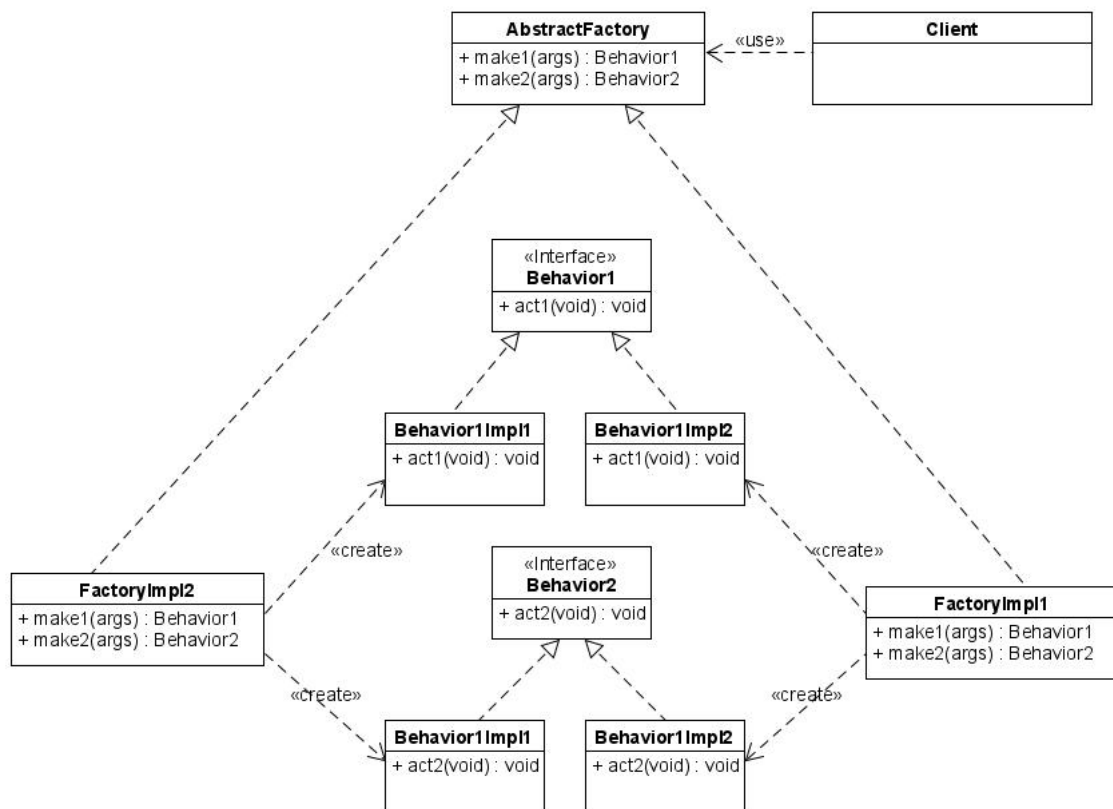 AbstractFactory
+ make1(args) : Behavior1
+ make2(args) : Behavior2
«use»
Client
«Interface»
Behavior1
+ act1(void) : void
Behavior1Impl1
+ act1(void) : void
Behavior1Impl2
+ act1(void) : void
«create»
«create»
«Interface»
Behavior2
+ act2(void) : void
FactoryImpl2
+ make1(args) : Behavior1
+ make2(args) : Behavior2
FactoryImpl1
+ make1(args) : Behavior1
+ make2(args) : Behavior2
«create»
«create»
Behavior1Impl1
+ act2(void) : void
Behavior1Impl2
+ act2(void) : void